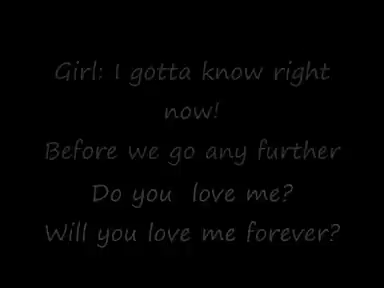 Girl: I gotta know right
now!
Before we go any further
Do you love me?
Will you love me forever?